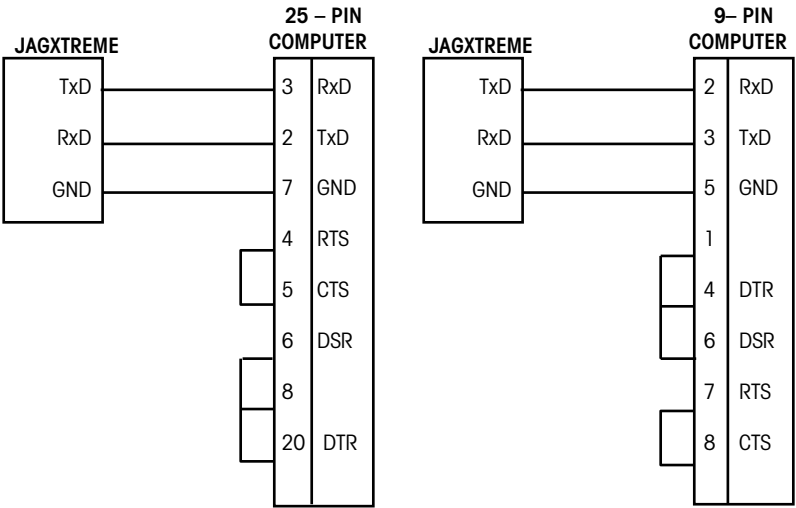 25 – PIN
COMPUTER
JAGXTREME
TxD 3 RxD
RxD 2 TxD
GND 7 GND
4 RTS
5 CTS
6 DSR
8
20 DTR
9– PIN
COMPUTER
JAGXTREME
TxD 2 RxD
RxD 3 TxD
GND 5 GND
1
4 DTR
6 DSR
7 RTS
8 CTS